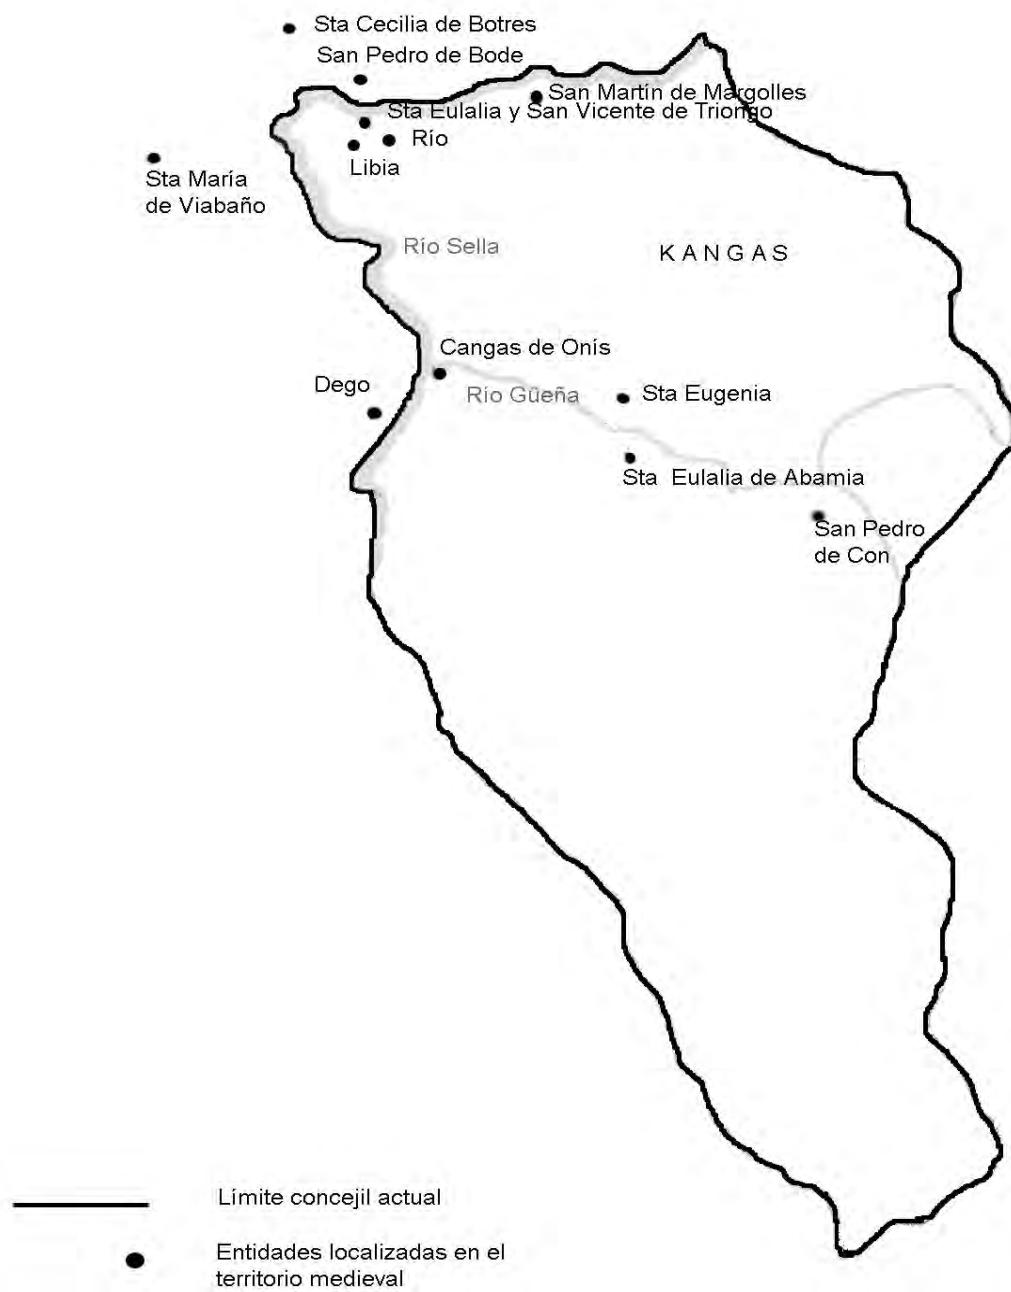 Sta Cecilia de Botres
San Pedro de Bode
San Martín de Margolles
Sta Eulalia y San Vicente de Triongo
Río
Libia
Sta María
de Viabaño
Río Sella
KANGAS
Cangas de Onís
Dego
Río Güeña
Sta Eugenia
Sta Eulalia de Abamia
San Pedro
de Con
Límite concejil actual
Entidades localizadas en el
territorio medieval